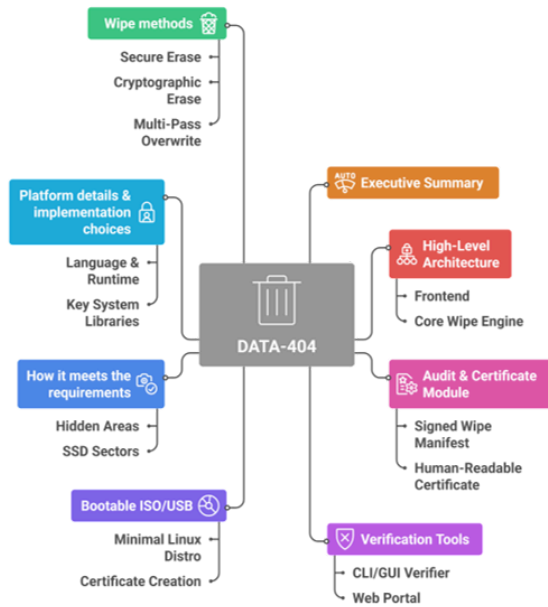 Wipe methods
Secure Erase
Cryptographic
Erase
Multi-Pass
Overwrite
Platform details &
implementation
choices
Language &
Runtime
Key System
Libraries
How it meets the
requirements
Hidden Areas
SSD Sectors
Bootable ISO/USB
Minimal Linux
Distro
Certificate Creation
DATA-404
AUTO
Executive Summary
High-Level
Architecture
Frontend
Core Wipe Engine
Audit & Certificate
Module
Signed Wipe
Manifest
Human-Readable
Certificate
Verification Tools
CLI/GUI Verifier
Web Portal